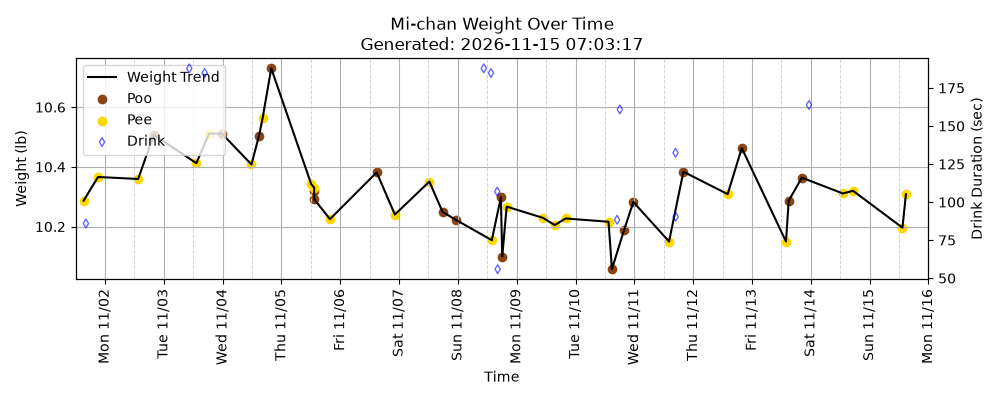 Mi-chan Weight Over Time
Generated: 2026-11-15 07:03:17
Weight Trend
Poo
Pee
Drink
Weight (lb)
10.6
10.4
10.2
Drink Duration (sec)
175
150
125
100
75
50
Mon 11/02
Tue 11/03
Wed 11/04
Thu 11/05
Fri 11/06
Sat 11/07
Sun 11/08
Mon 11/09
Tue 11/10
Wed 11/11
Thu 11/12
Fri 11/13
Sat 11/14
Sun 11/15
Mon 11/16
Time